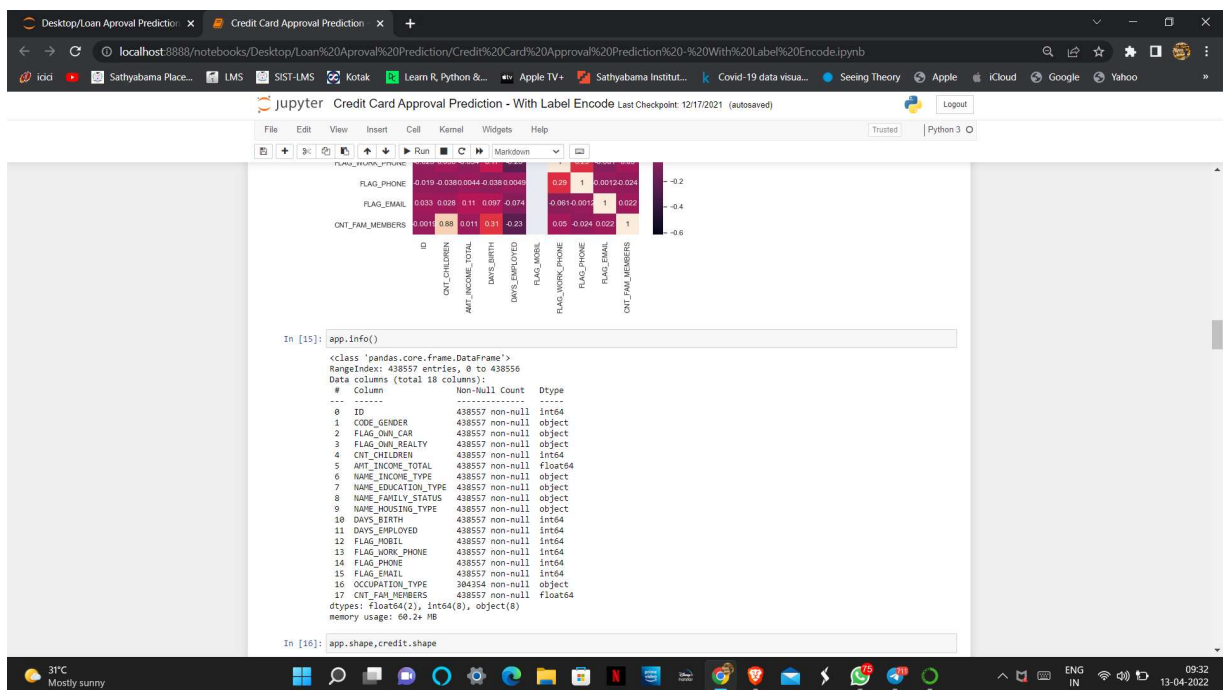 Desktop/Loan Aproval Prediction
Credit Card Approval Prediction -
localhost:8888/notebooks/Desktop/Loan%20Aproval%20Prediction/Credit%20Card%20Approval%20Prediction%20-%20With%20Label%20Encode.ipynb
icici
Sathyabama Place...
LMS
SIST-LMS
Kotak
Learn R, Python &...
Apple TV+
Sathyabama Institut...
Covid-19 data visua...
Seeing Theory
Apple
iCloud
Google
Yahoo
»
jupyter Credit Card Approval Prediction - With Label Encode Last Checkpoint: 12/17/2021 (autosaved)
Logout
File Edit View Insert Cell Kernel Widgets Help
Trusted Python 3
Run Markdown
FLAG_WORK_PHONE
FLAG_PHONE -0.019 -0.038 0.0044 -0.038 0.0049 0.29 1 -0.0012 -0.024 -0.2
FLAG_EMAIL 0.033 0.028 0.11 0.097 -0.074 -0.061 -0.0012 1 0.022 -0.4
CNT_FAM_MEMBERS 0.88 0.011 0.31 -0.23 0.05 -0.024 0.022 1 -0.6
ID
CNT_CHILDREN
AMT_INCOME_TOTAL
DAYS_BIRTH
DAYS_EMPLOYED
FLAG_MOBIL
FLAG_WORK_PHONE
FLAG_PHONE
FLAG_EMAIL
CNT_FAM_MEMBERS
In [15]: app.info()
<class 'pandas.core.frame.DataFrame'>
RangeIndex: 438557 entries, 0 to 438556
Data columns (total 18 columns):
# Column Non-Null Count Dtype
--- ------ -------------- -----
0 ID 438557 non-null int64
1 CODE_GENDER 438557 non-null object
2 FLAG_OWN_CAR 438557 non-null object
3 FLAG_OWN_REALTY 438557 non-null object
4 CNT_CHILDREN 438557 non-null int64
5 AMT_INCOME_TOTAL 438557 non-null float64
6 NAME_INCOME_TYPE 438557 non-null object
7 NAME_EDUCATION_TYPE 438557 non-null object
8 NAME_FAMILY_STATUS 438557 non-null object
9 NAME_HOUSING_TYPE 438557 non-null object
10 DAYS_BIRTH 438557 non-null int64
11 DAYS_EMPLOYED 438557 non-null int64
12 FLAG_MOBIL 438557 non-null int64
13 FLAG_WORK_PHONE 438557 non-null int64
14 FLAG_PHONE 438557 non-null int64
15 FLAG_EMAIL 438557 non-null int64
16 OCCUPATION_TYPE 304354 non-null object
17 CNT_FAM_MEMBERS 438557 non-null float64
dtypes: float64(2), int64(8), object(8)
memory usage: 60.2+ MB
In [16]: app.shape,credit.shape
31°C
Mostly sunny
75
711
ENG
IN
09:32
13-04-2022